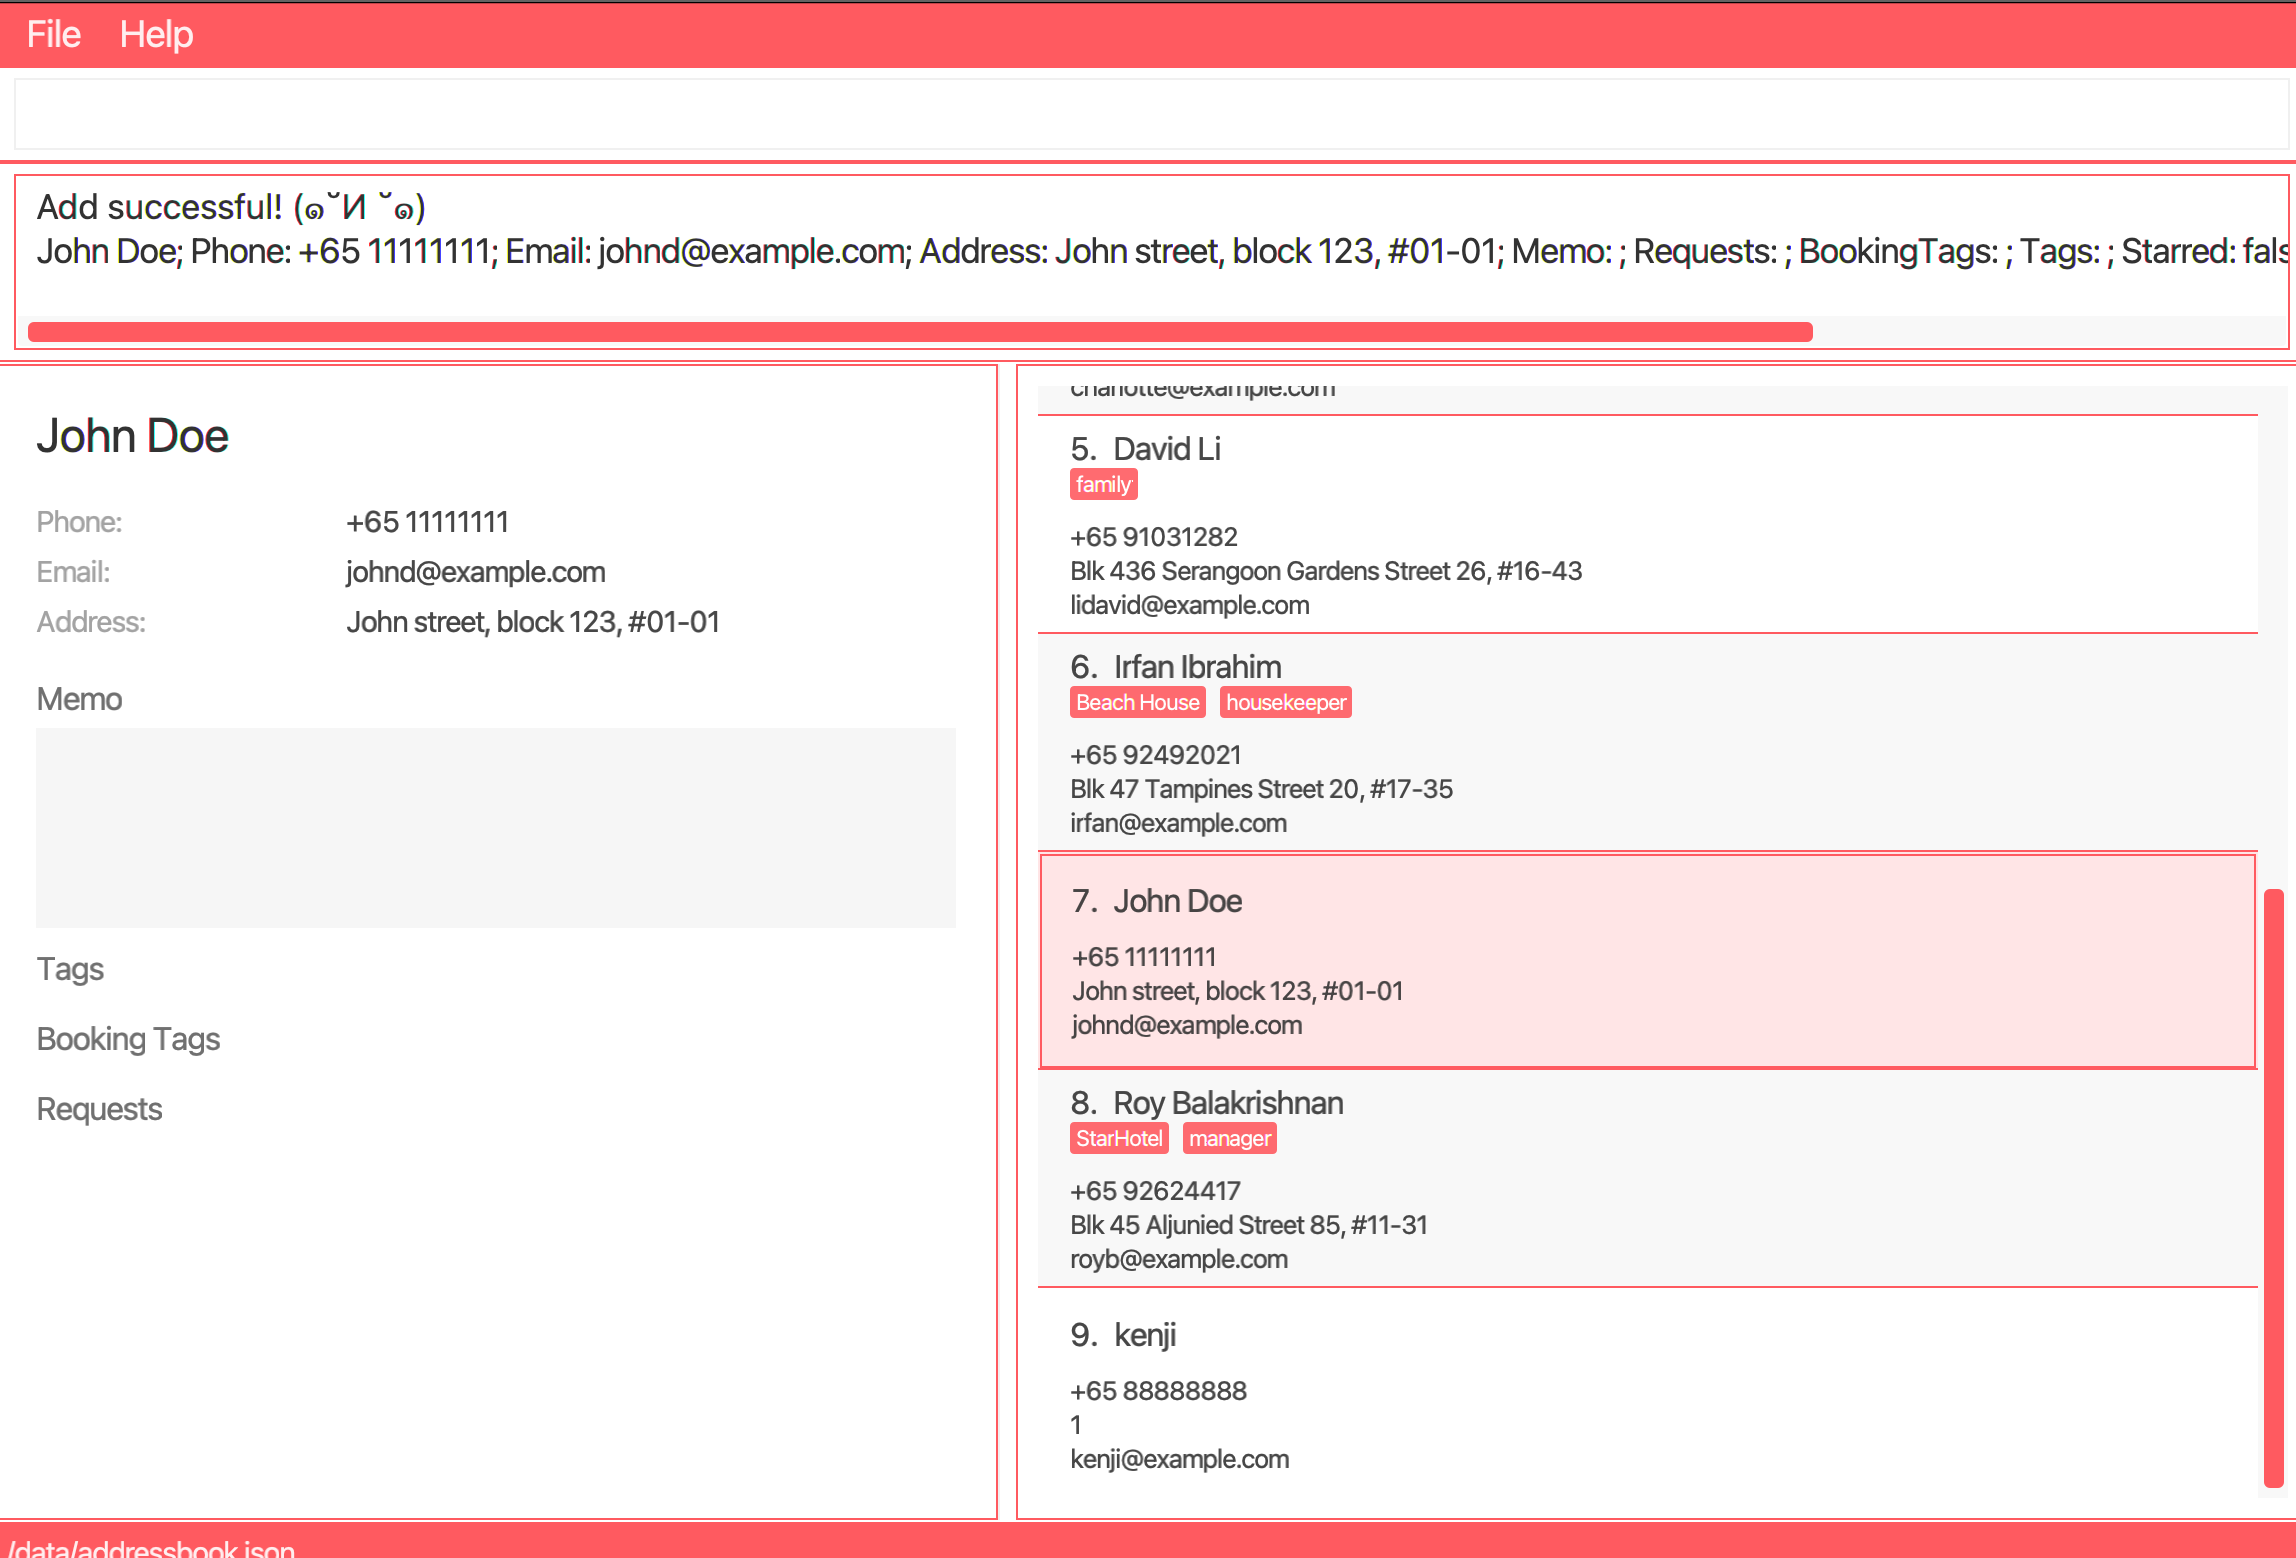 File Help
Add successful! (๑˘И ˘๑)
John Doe; Phone: +65 11111111; Email: johnd@example.com; Address: John street, block 123, #01-01; Memo: ; Requests: ; BookingTags: ; Tags: ; Starred: fals
John Doe
Phone: +65 11111111
Email: johnd@example.com
Address: John street, block 123, #01-01
Memo
Tags
Booking Tags
Requests
charlotte@example.com
5. David Li
family
+65 91031282
Blk 436 Serangoon Gardens Street 26, #16-43
lidavid@example.com
6. Irfan Ibrahim
Beach House housekeeper
+65 92492021
Blk 47 Tampines Street 20, #17-35
irfan@example.com
7. John Doe
+65 11111111
John street, block 123, #01-01
johnd@example.com
8. Roy Balakrishnan
StarHotel manager
+65 92624417
Blk 45 Aljunied Street 85, #11-31
royb@example.com
9. kenji
+65 88888888
1
kenji@example.com
/data/addressbook.json